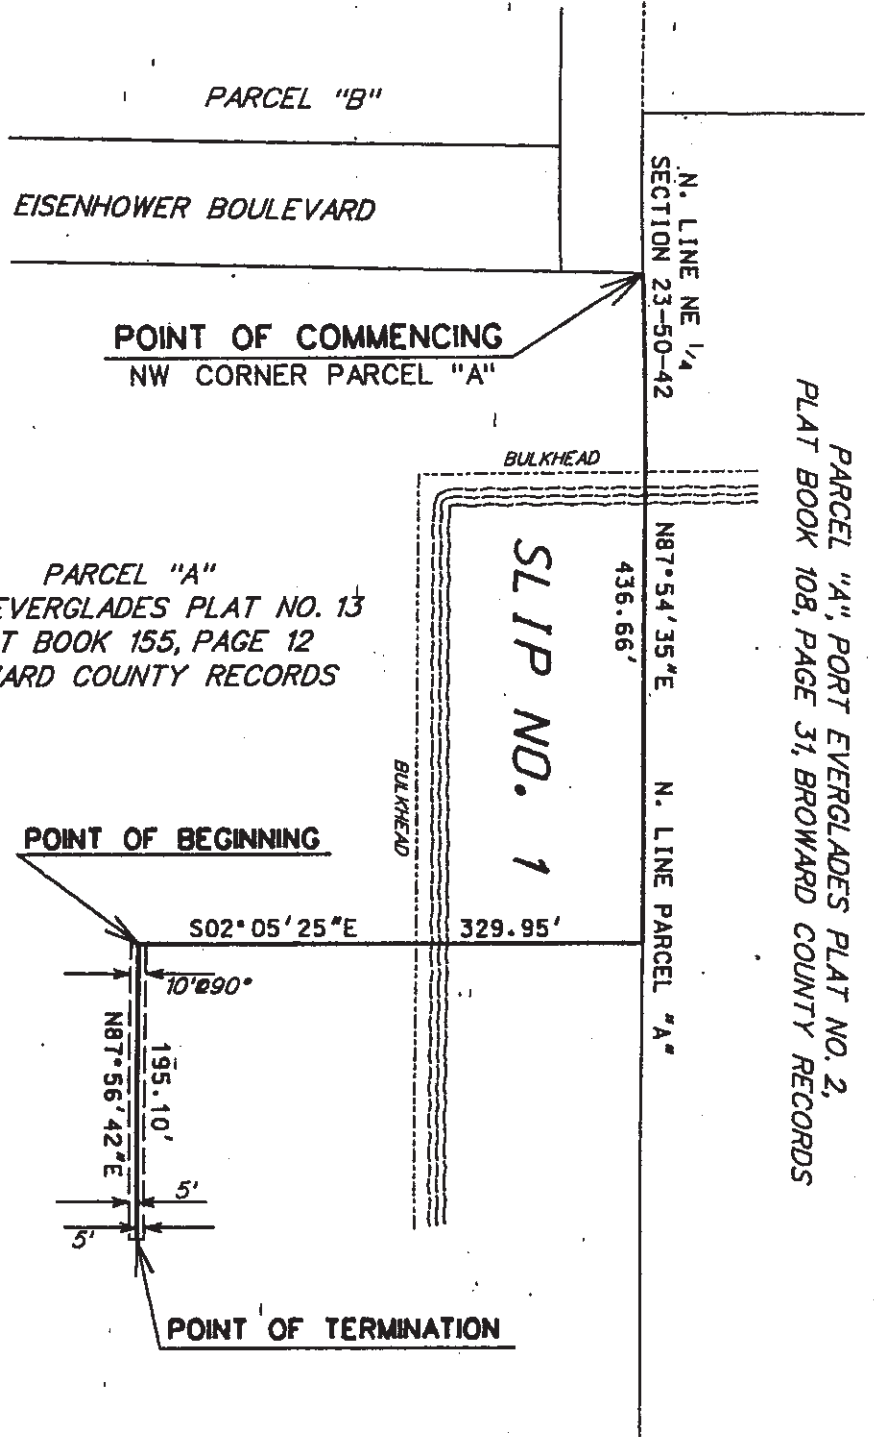 PARCEL "B"
EISENHOWER BOULEVARD
N. LINE NE 1/4
SECTION 23-50-42
POINT OF COMMENCING
NW CORNER PARCEL "A"
PARCEL "A", PORT EVERGLADES PLAT NO. 2,
PLAT BOOK 108, PAGE 31, BROWARD COUNTY RECORDS
BULKHEAD
N87°54'35"E
436.66'
SLIP NO. 1
PARCEL "A"
EVERGLADES PLAT NO. 13
T BOOK 155, PAGE 12
ARD COUNTY RECORDS
BULKHEAD
N. LINE PARCEL "A"
POINT OF BEGINNING
S02°05'25"E
329.95'
10'@90°
195.10'
N87°56'42"E
5'
5'
POINT OF TERMINATION